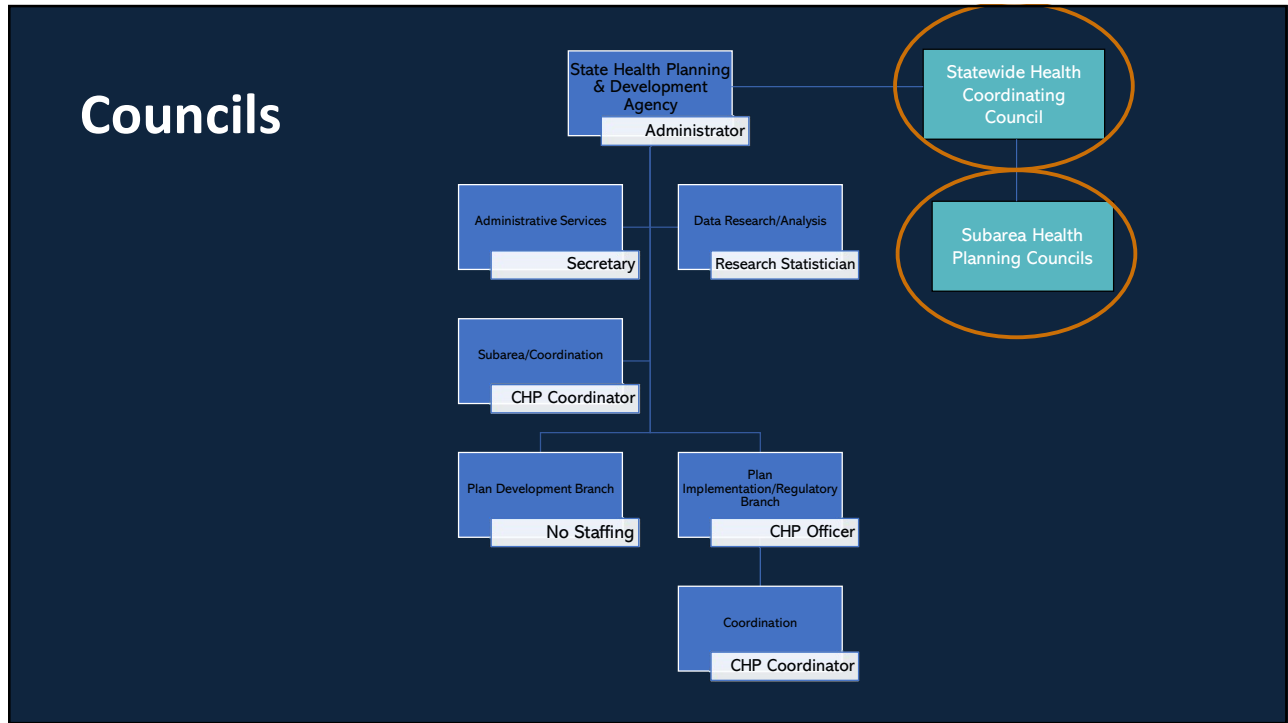 Councils
State Health Planning
& Development
Agency
Administrator
Statewide Health
Coordinating
Council
Administrative Services
Secretary
Data Research/Analysis
Research Statistician
Subarea Health
Planning Councils
Subarea/Coordination
CHP Coordinator
Plan Development Branch
No Staffing
Plan
Implementation/Regulatory
Branch
CHP Officer
Coordination
CHP Coordinator